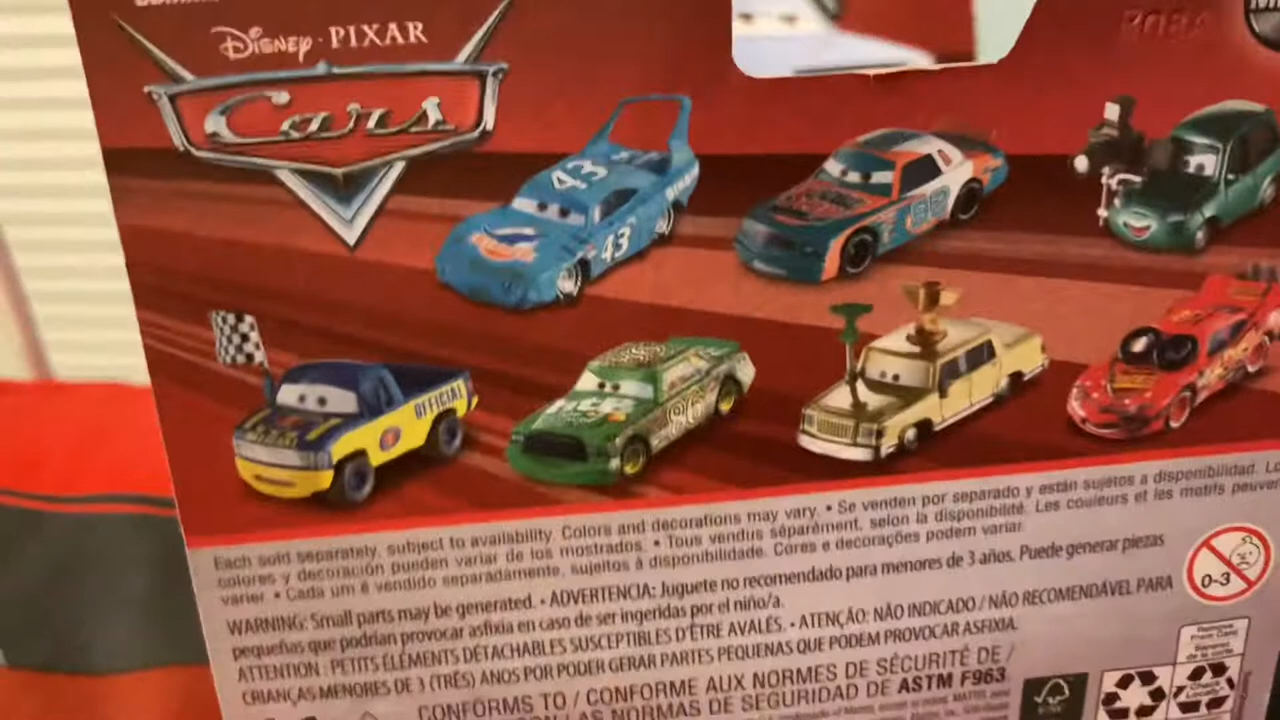 Disney · PIXAR
Cars
43
43
OFFICIAL
86
Each sold separately, subject to availability. Colors and decorations may vary. • Se venden por separado y están sujetos a disponibilidad. Lo
colores y decoración pueden variar de los mostrados. • Tous vendus séparément, selon la disponibilité. Les couleurs et les motifs peuven
varier. • Cada um é vendido separadamente, sujeitos à disponibilidade. Cores e decorações podem variar.
WARNING: Small parts may be generated. • ADVERTENCIA: Juguete no recomendado para menores de 3 años. Puede generar piezas
pequeñas que podrían provocar asfixia en caso de ser ingeridas por el niño/a.
ATTENTION : PETITS ÉLÉMENTS DÉTACHABLES SUSCEPTIBLES D'ÊTRE AVALÉS. • ATENÇÃO: NÃO INDICADO / NÃO RECOMENDÁVEL PARA
CRIANÇAS MENORES DE 3 (TRÊS) ANOS POR PODER GERAR PARTES PEQUENAS QUE PODEM PROVOCAR ASFIXIA.
0-3
CONFORMS TO / CONFORME AUX NORMES DE SÉCURITÉ DE /
LAS NORMAS DE SEGURIDAD DE ASTM F963